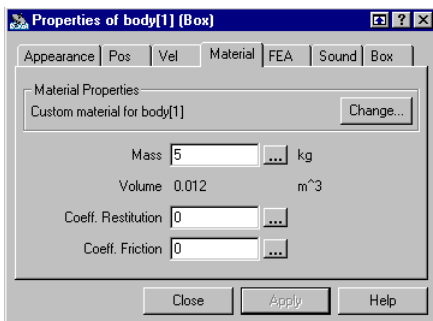 Properties of body[1] (Box)
Appearance Pos Vel Material FEA Sound Box
Material Properties
Custom material for body[1] Change...
Mass 5 ... kg
Volume 0.012 m^3
Coeff. Restitution 0 ...
Coeff. Friction 0 ...
Close Apply Help